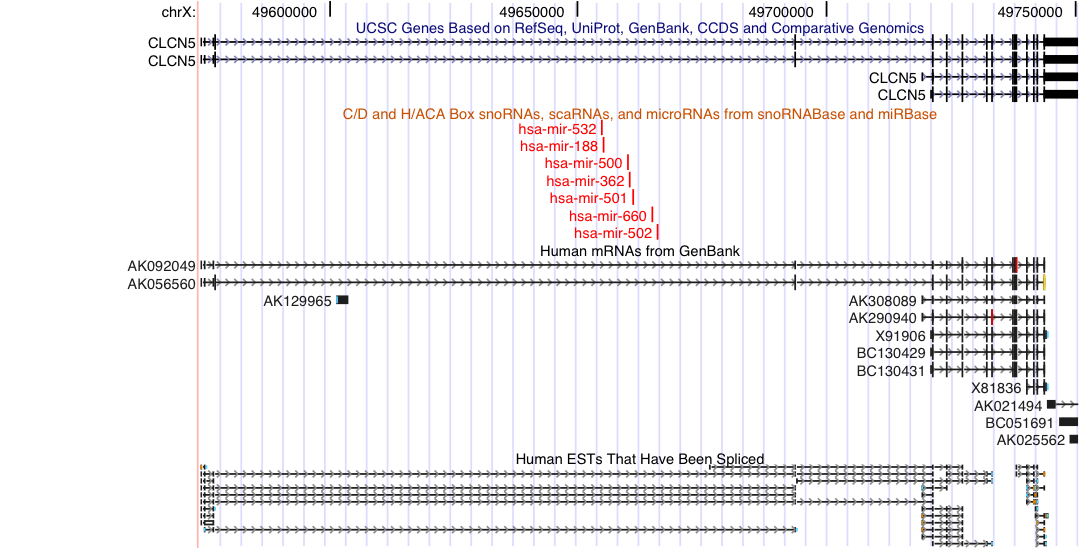 chrX: 49600000 49650000 49700000 49750000
UCSC Genes Based on RefSeq, UniProt, GenBank, CCDS and Comparative Genomics
CLCN5
CLCN5
CLCN5
CLCN5
C/D and H/ACA Box snoRNAs, scaRNAs, and microRNAs from snoRNABase and miRBase
hsa-mir-532
hsa-mir-188
hsa-mir-500
hsa-mir-362
hsa-mir-501
hsa-mir-660
hsa-mir-502
Human mRNAs from GenBank
AK092049
AK056560
AK129965 AK308089
AK290940
X91906
BC130429
BC130431
X81836
AK021494
BC051691
AK025562
Human ESTs That Have Been Spliced